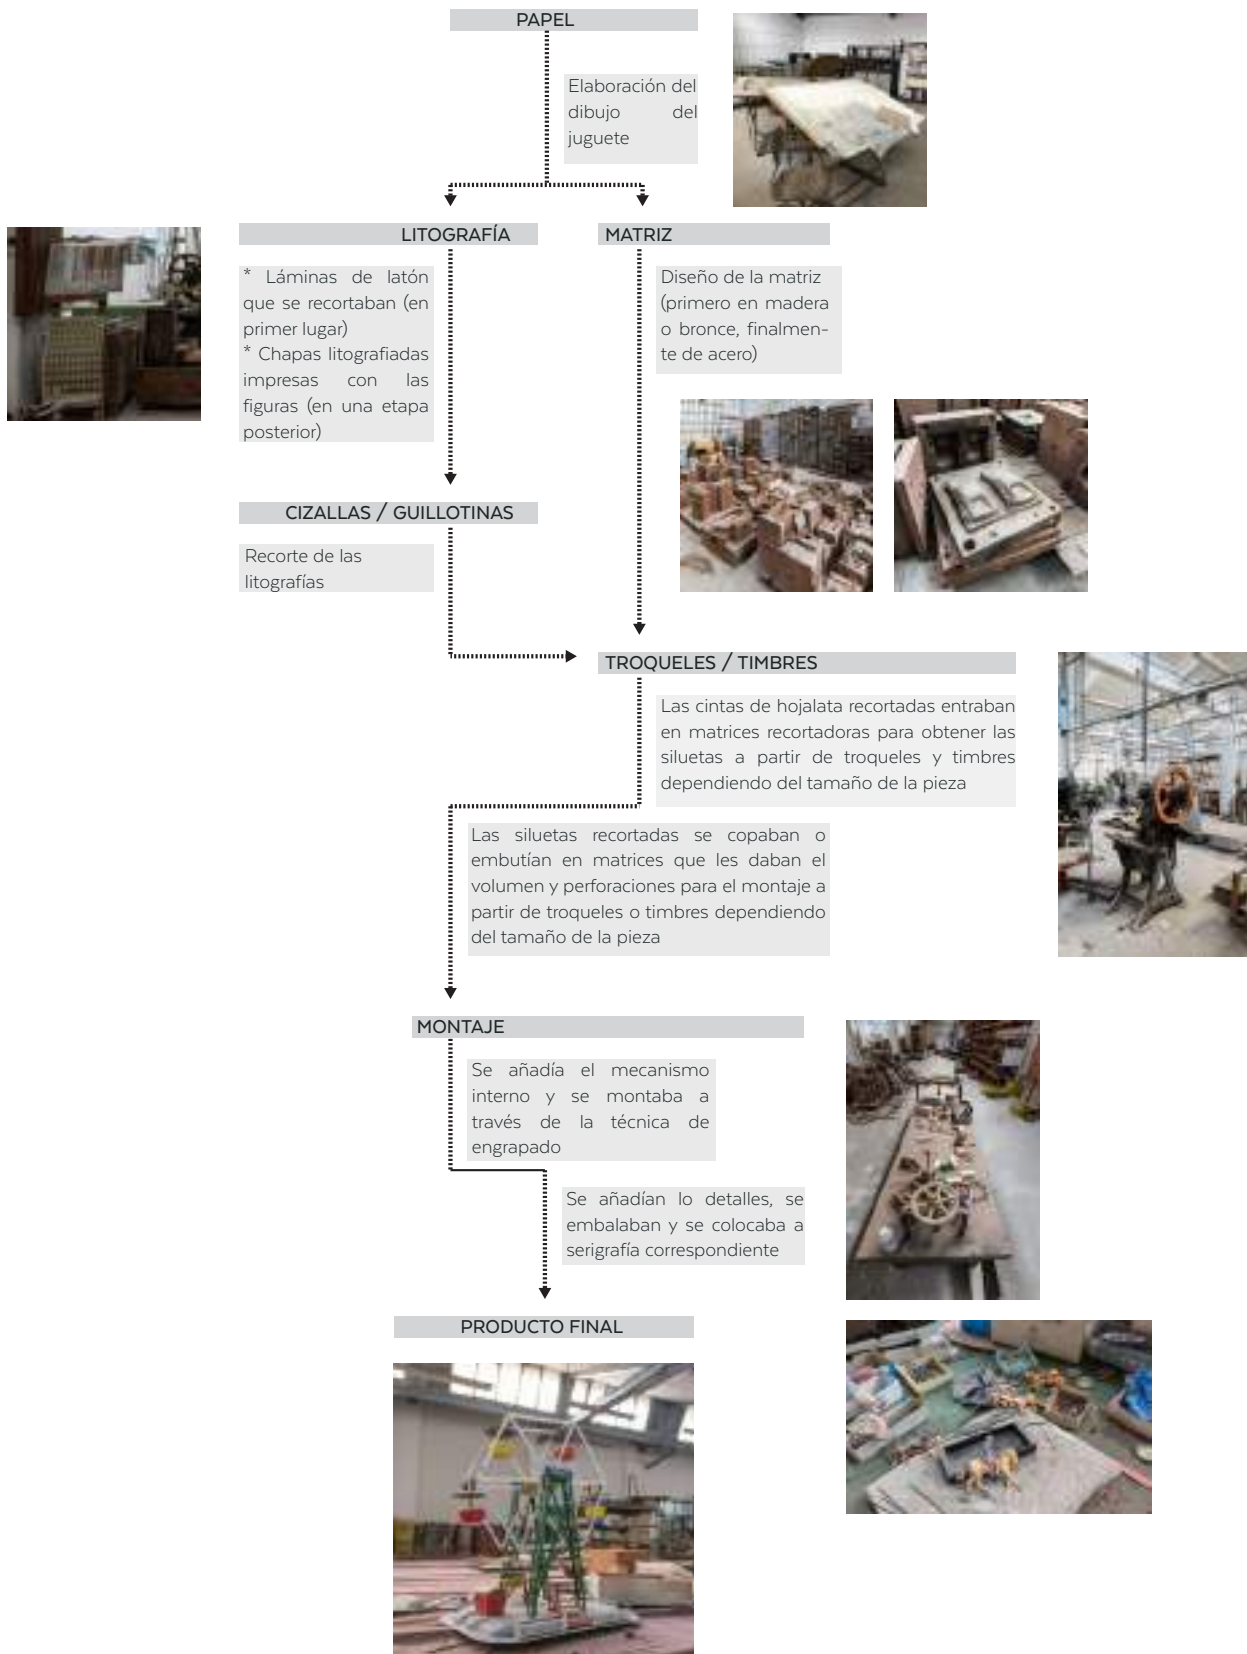 PAPEL
Elaboración del
dibujo del
juguete
LITOGRAFÍA
* Láminas de latón
que se recortaban (en
primer lugar)
* Chapas litografiadas
impresas con las
figuras (en una etapa
posterior)
MATRIZ
Diseño de la matriz
(primero en madera
o bronce, finalmen-
te de acero)
CIZALLAS / GUILLOTINAS
Recorte de las
litografías
TROQUELES / TIMBRES
Las cintas de hojalata recortadas entraban
en matrices recortadoras para obtener las
siluetas a partir de troqueles y timbres
dependiendo del tamaño de la pieza
Las siluetas recortadas se copaban o
embutían en matrices que les daban el
volumen y perforaciones para el montaje a
partir de troqueles o timbres dependiendo
del tamaño de la pieza
MONTAJE
Se añadía el mecanismo
interno y se montaba a
través de la técnica de
engrapado
Se añadían lo detalles, se
embalaban y se colocaba a
serigrafía correspondiente
PRODUCTO FINAL